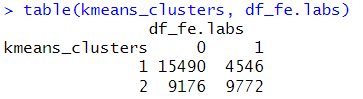 > table(kmeans_clusters, df_fe.labs)
df_fe.labs
kmeans_clusters 0 1
1 15490 4546
2 9176 9772